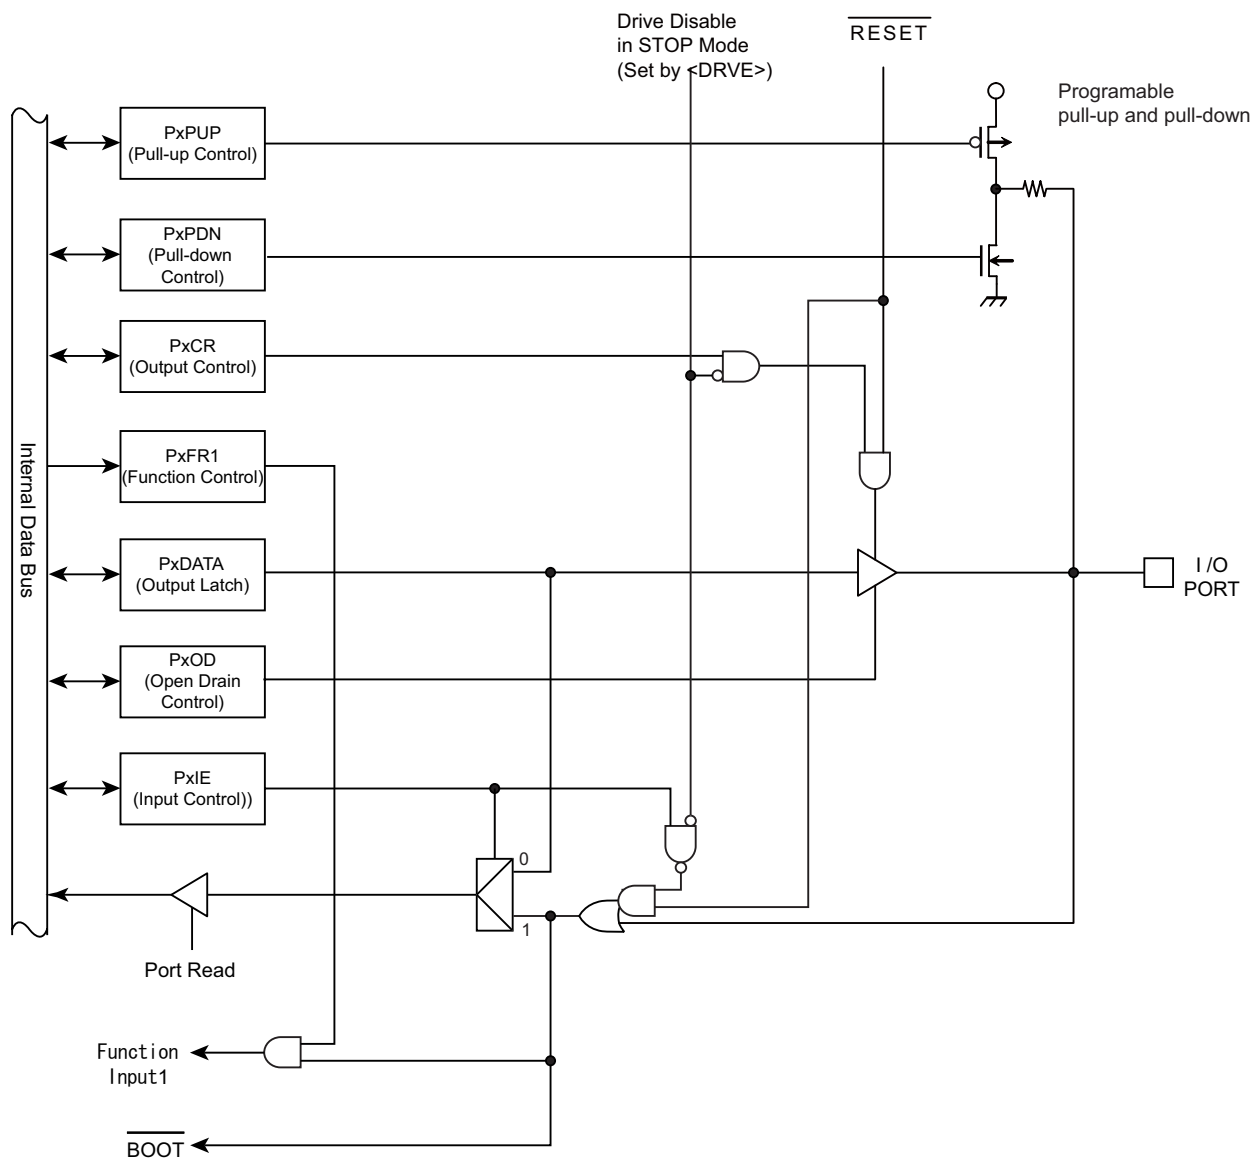 Drive Disable
in STOP Mode
(Set by <DRVE>)
RESET
Programable
pull-up and pull-down
PxPUP
(Pull-up Control)
PxPDN
(Pull-down
Control)
PxCR
(Output Control)
PxFR1
(Function Control)
Internal Data Bus
PxDATA
(Output Latch)
I/O
PORT
PxOD
(Open Drain
Control)
PxIE
(Input Control))
0
1
Port Read
Function
Input1
BOOT